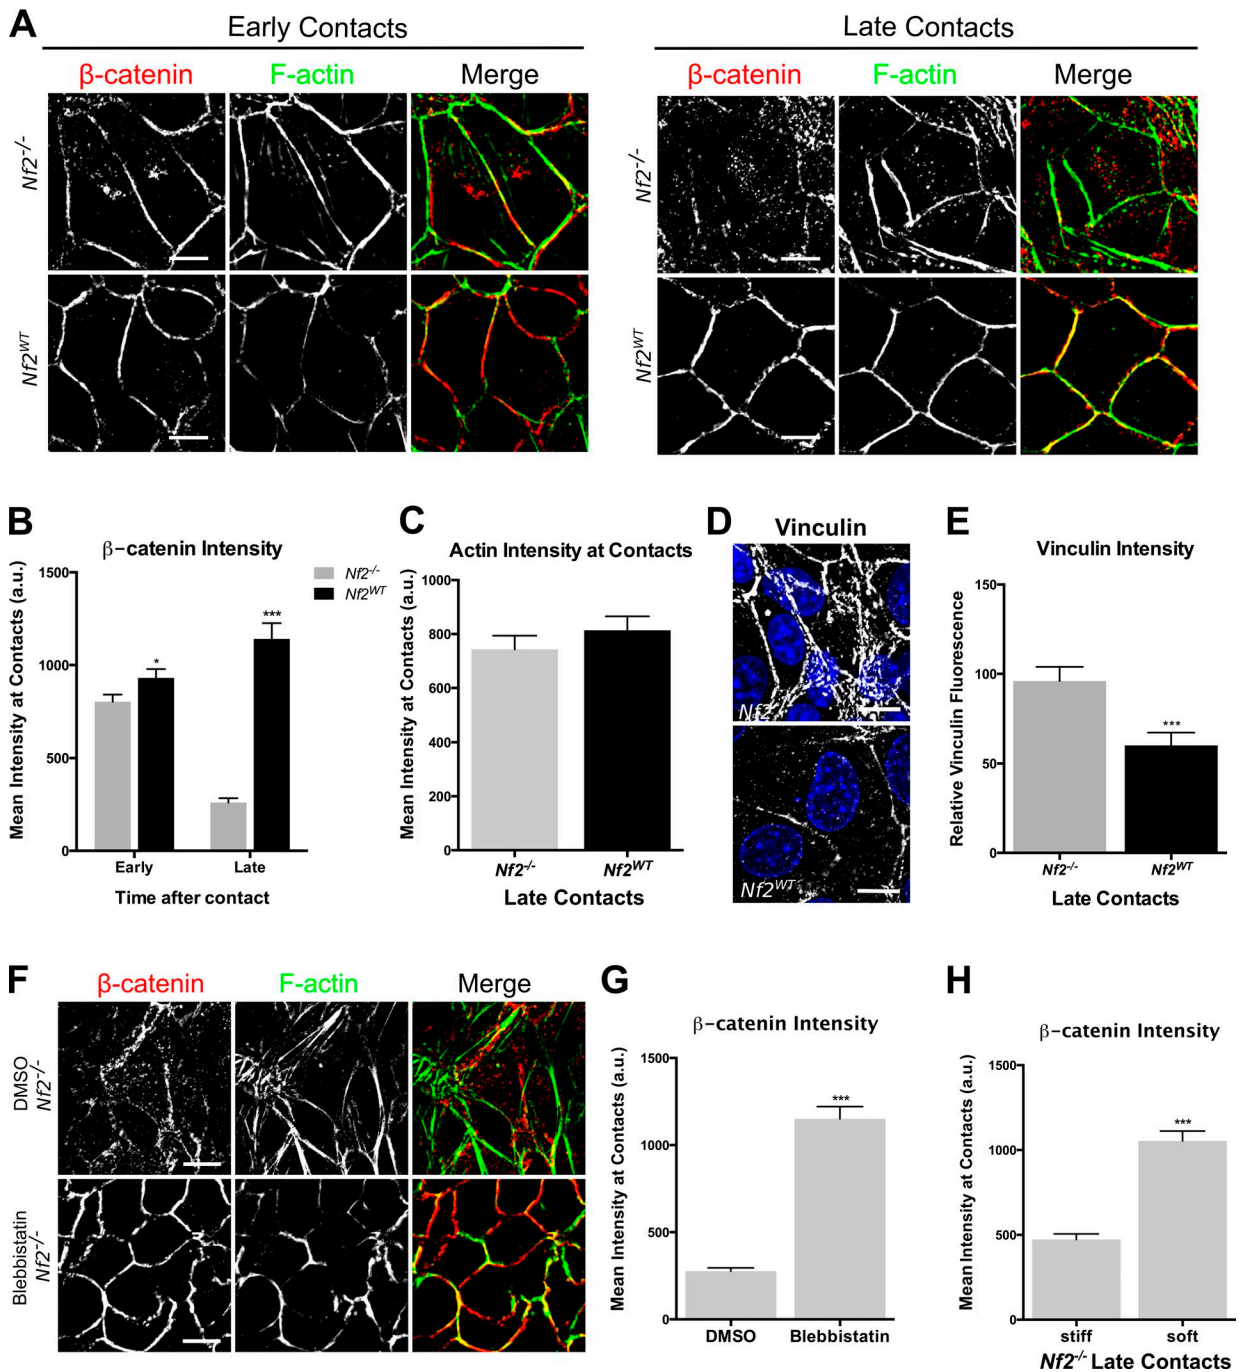 A
Early Contacts
Late Contacts
β-catenin F-actin Merge
β-catenin F-actin Merge
Nf2-/-
Nf2WT
Nf2-/-
Nf2WT
B
β-catenin Intensity
Mean Intensity at Contacts (a.u.)
1500
1000
500
0
*
***
Nf2-/-
Nf2WT
Early Late
Time after contact
C
Actin Intensity at Contacts
Mean Intensity at Contacts (a.u.)
1000
800
600
400
200
0
Nf2-/- Nf2WT
Late Contacts
D
Vinculin
Nf2-/-
Nf2WT
E
Vinculin Intensity
Relative Vinculin Fluorescence
150
100
50
0
***
Nf2-/- Nf2WT
Late Contacts
F
β-catenin F-actin Merge
DMSO
Nf2-/-
Blebbistatin
Nf2-/-
G
β-catenin Intensity
Mean Intensity at Contacts (a.u.)
1500
1000
500
0
***
DMSO Blebbistatin
H
β-catenin Intensity
Mean Intensity at Contacts (a.u.)
1500
1000
500
0
***
stiff soft
Nf2-/- Late Contacts